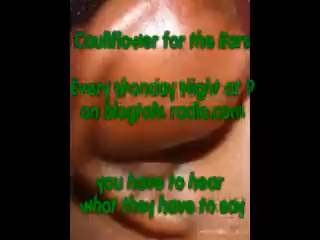 Cauliflower for the Ears
Every Monday Night at 9
on blogtalk radio.com
you have to hear
what they have to say